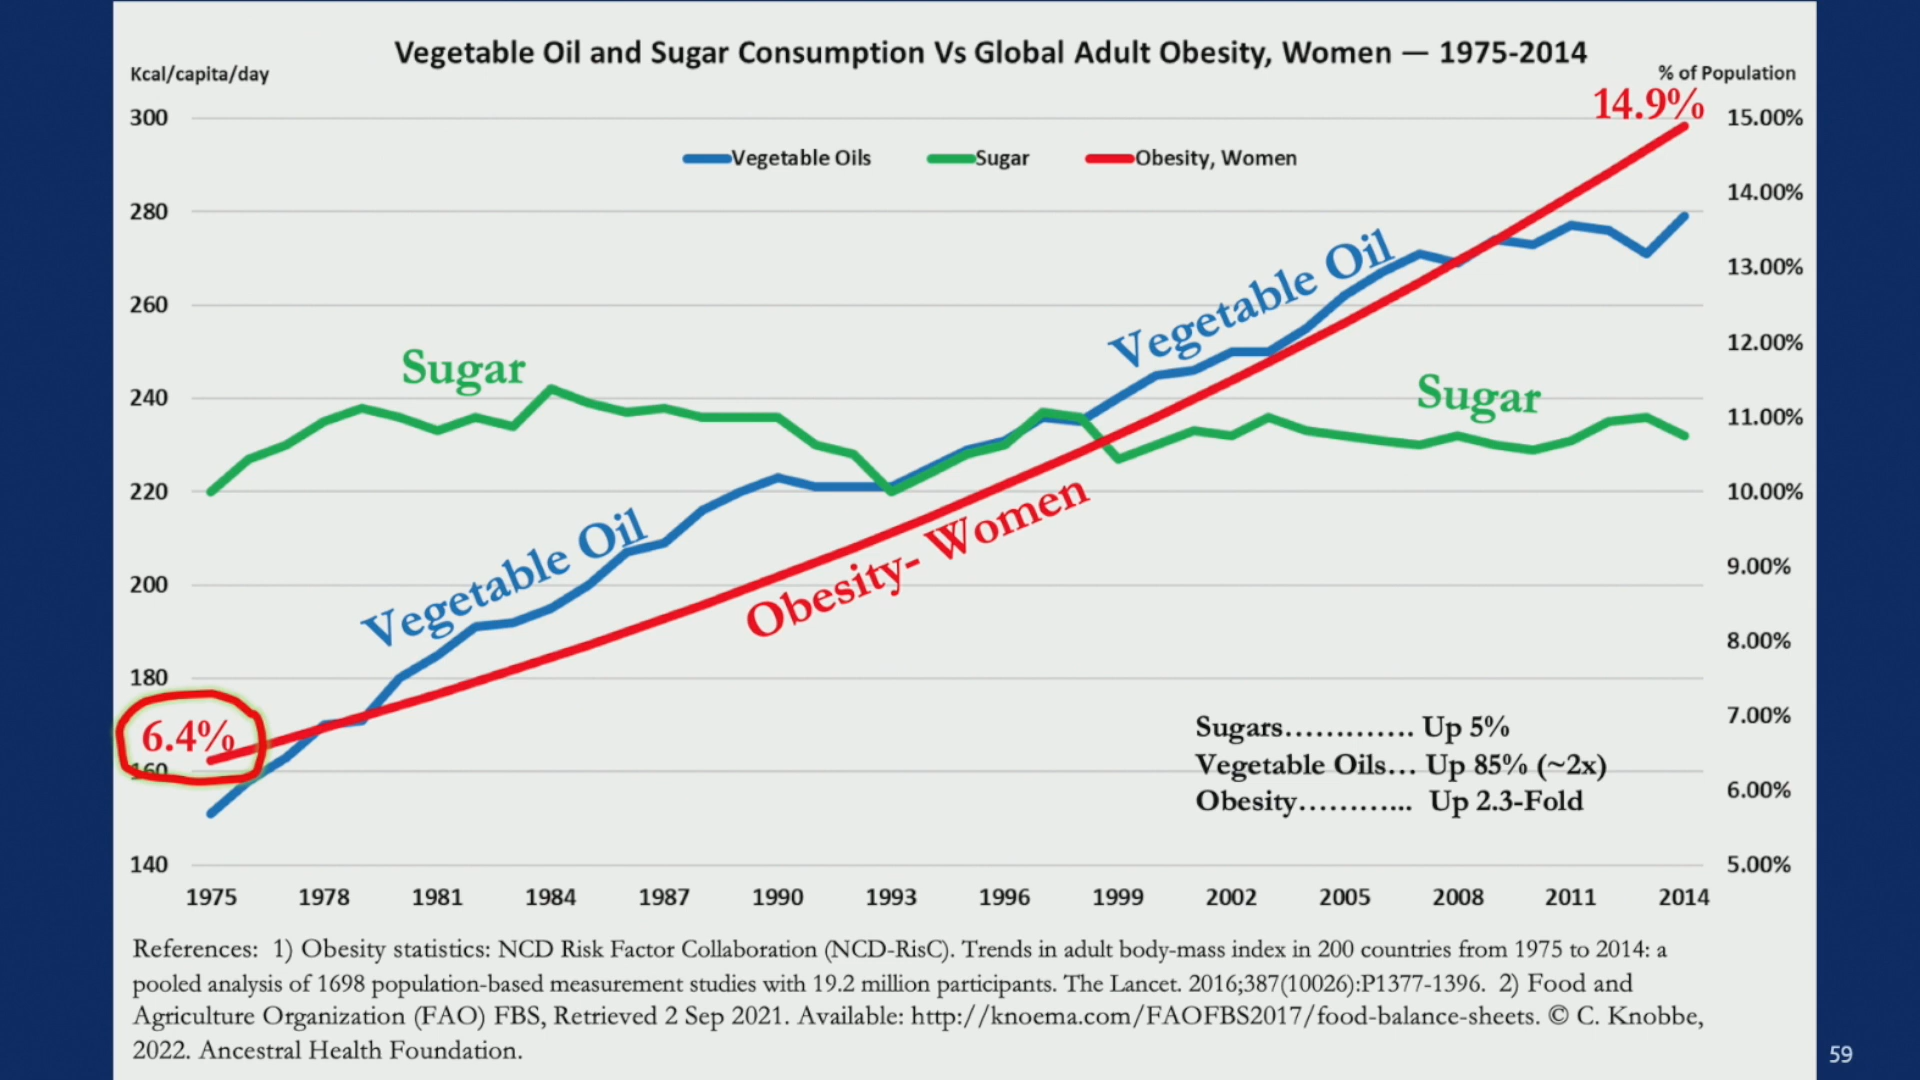 Vegetable Oil and Sugar Consumption Vs Global Adult Obesity, Women — 1975-2014
Kcal/capita/day
% of Population
14.9%
300
15.00%
Vegetable Oils
Sugar
Obesity, Women
14.00%
280
Vegetable Oil
13.00%
260
12.00%
Sugar
Sugar
240
11.00%
220
10.00%
Obesity- Women
Vegetable Oil
200
9.00%
8.00%
180
7.00%
6.4%
Sugars…………. Up 5%
160
Vegetable Oils… Up 85% (~2x)
6.00%
Obesity……….. Up 2.3-Fold
140
5.00%
1975 1978 1981 1984 1987 1990 1993 1996 1999 2002 2005 2008 2011 2014
References: 1) Obesity statistics: NCD Risk Factor Collaboration (NCD-RisC). Trends in adult body-mass index in 200 countries from 1975 to 2014: a
pooled analysis of 1698 population-based measurement studies with 19.2 million participants. The Lancet. 2016;387(10026):P1377-1396. 2) Food and
Agriculture Organization (FAO) FBS, Retrieved 2 Sep 2021. Available: http://knoema.com/FAOFBS2017/food-balance-sheets. © C. Knobbe,
2022. Ancestral Health Foundation.
59